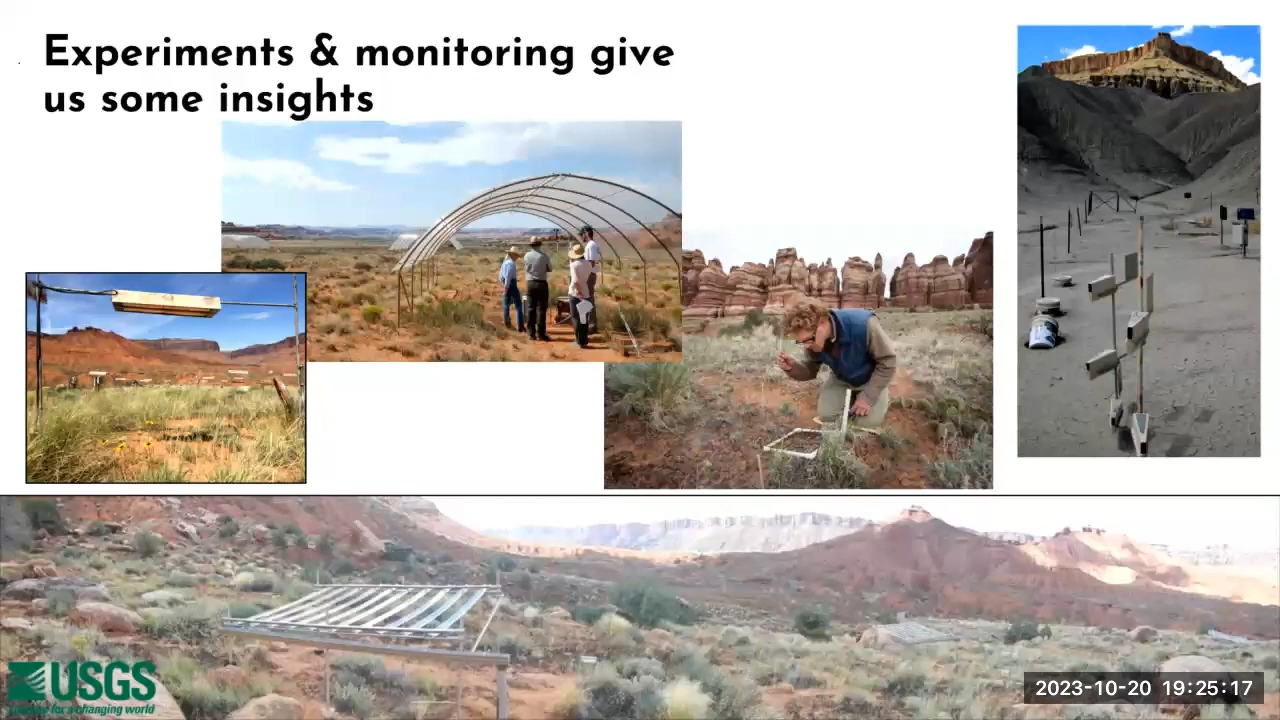 Experiments & monitoring give
us some insights
USGS
science for a changing world
2023-10-20 19:25:17